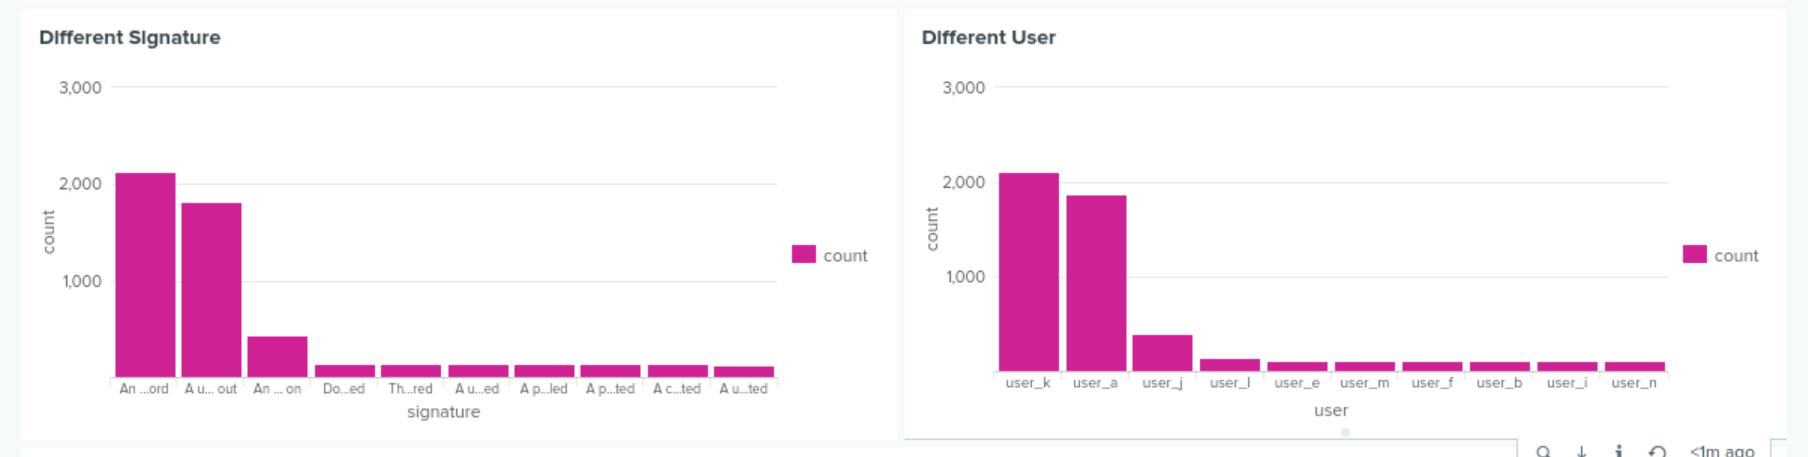 Different Signature
3,000
2,000
1,000
count
An ...ord A u... out An ... on Do...ed Th...red A u...ed A p...led A p...ted A c...ted A u...ted
signature
count
Different User
3,000
2,000
1,000
count
user_k user_a user_j user_l user_e user_m user_f user_b user_i user_n
user
count
<1m ago